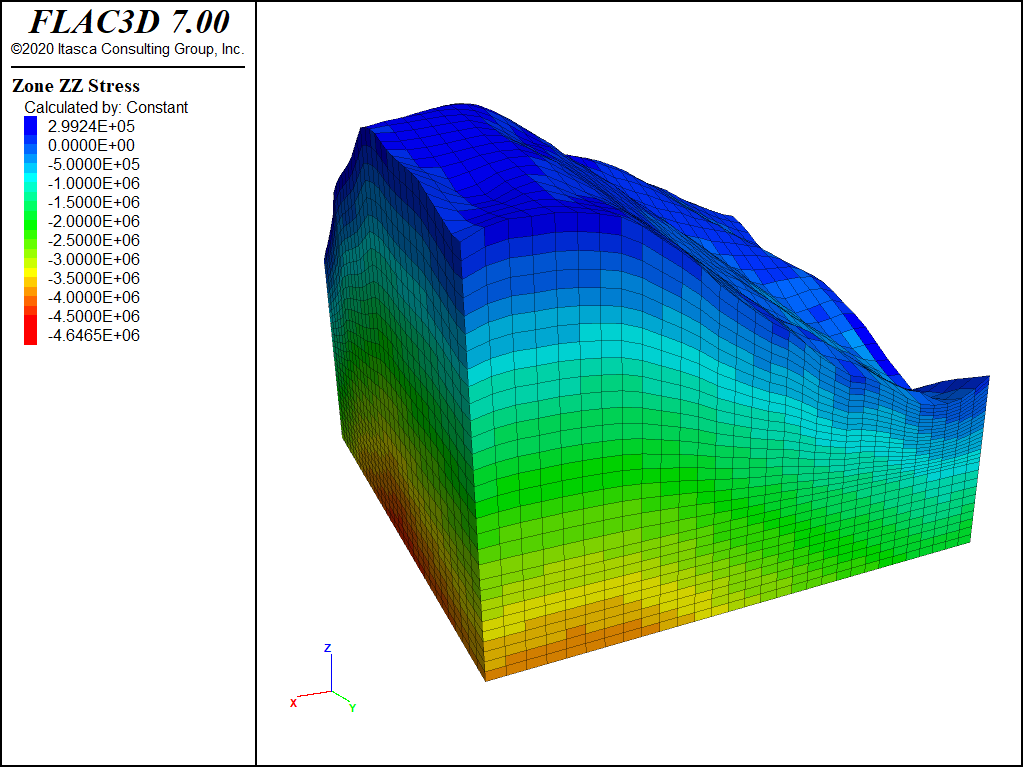 FLAC3D 7.00
©2020 Itasca Consulting Group, Inc.
Zone ZZ Stress
Calculated by: Constant
2.9924E+05
0.0000E+00
-5.0000E+05
-1.0000E+06
-1.5000E+06
-2.0000E+06
-2.5000E+06
-3.0000E+06
-3.5000E+06
-4.0000E+06
-4.5000E+06
-4.6465E+06
Z
X
Y